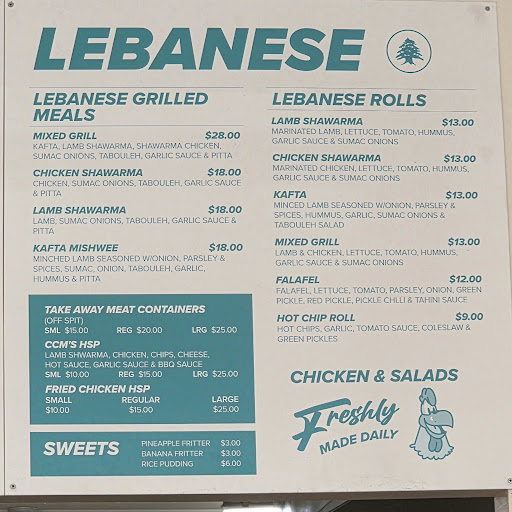 LEBANESE
LEBANESE GRILLED
MEALS
MIXED GRILL $28.00
KAFTA, LAMB SHAWARMA, SHAWARMA CHICKEN,
SUMAC ONIONS, TABOULEH, GARLIC SAUCE & PITTA
CHICKEN SHAWARMA $18.00
CHICKEN, SUMAC ONIONS, TABOULEH, GARLIC SAUCE
& PITTA
LAMB SHAWARMA $18.00
LAMB, SUMAC ONIONS, TABOULEH, GARLIC SAUCE &
PITTA
KAFTA MISHWEE $18.00
MINCHED LAMB SEASONED W/ONION, PARSLEY &
SPICES, SUMAC, ONION, TABOULEH, GARLIC,
HUMMUS & PITTA
TAKE AWAY MEAT CONTAINERS
(OFF SPIT)
SML $15.00 REG $20.00 LRG $25.00
CCM'S HSP
LAMB SHWARMA, CHICKEN, CHIPS, CHEESE,
HOT SAUCE, GARLIC SAUCE & BBQ SAUCE
SML $10.00 REG $15.00 LRG $25.00
FRIED CHICKEN HSP
SMALL REGULAR LARGE
$10.00 $15.00 $25.00
SWEETS
PINEAPPLE FRITTER $3.00
BANANA FRITTER $3.00
RICE PUDDING $6.00
LEBANESE ROLLS
LAMB SHAWARMA $13.00
MARINATED LAMB, LETTUCE, TOMATO, HUMMUS,
GARLIC SAUCE & SUMAC ONIONS
CHICKEN SHAWARMA $13.00
MARINATED CHICKEN, LETTUCE, TOMATO, HUMMUS,
GARLIC SAUCE & SUMAC ONIONS
KAFTA $13.00
MINCED LAMB SEASONED W/ONION, PARSLEY &
SPICES, HUMMUS, GARLIC, SUMAC ONIONS &
TABOULEH SALAD
MIXED GRILL $13.00
LAMB & CHICKEN, LETTUCE, TOMATO, HUMMUS,
GARLIC SAUCE & SUMAC ONIONS
FALAFEL $12.00
FALAFEL, LETTUCE, TOMATO, PARSLEY, ONION, GREEN
PICKLE, RED PICKLE, PICKLE CHILLI & TAHINI SAUCE
HOT CHIP ROLL $9.00
HOT CHIPS, GARLIC, TOMATO SAUCE, COLESLAW &
GREEN PICKLES
CHICKEN & SALADS
Freshly
MADE DAILY